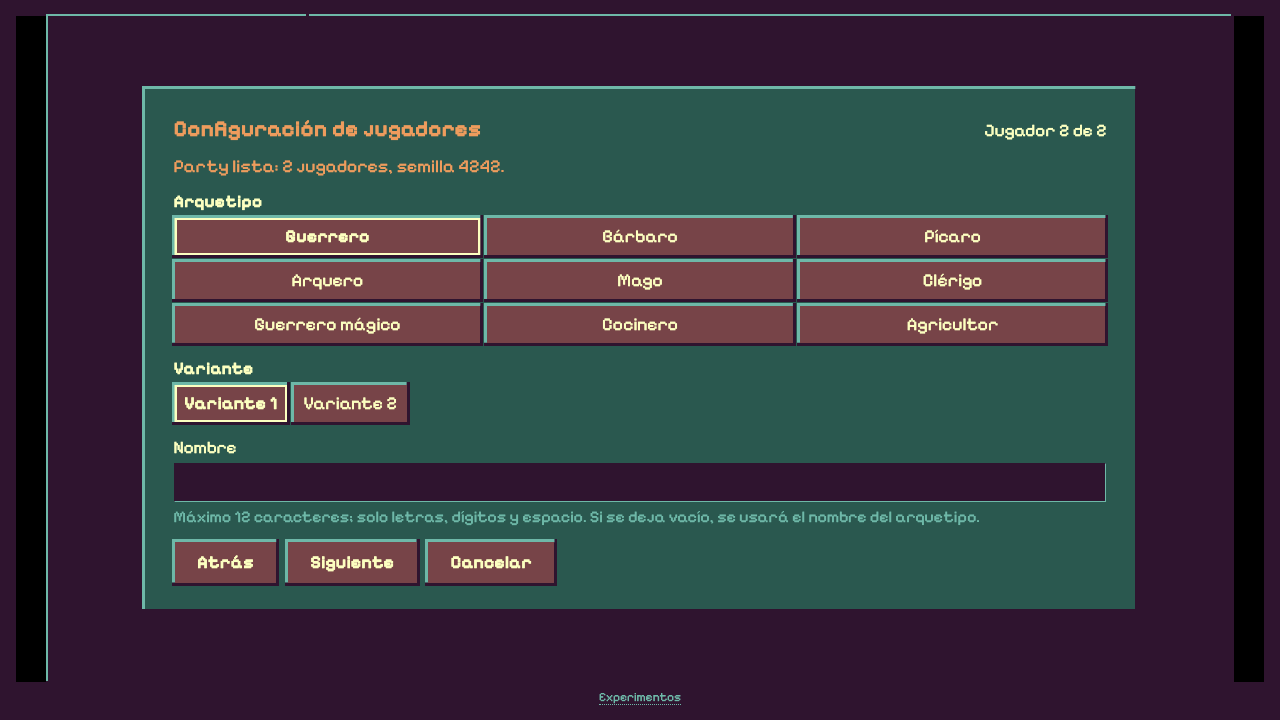 Configuración de jugadores
Jugador 2 de 2
Party lista: 2 jugadores, semilla 4242.
Arquetipo
Guerrero Bárbaro Pícaro
Arquero Mago Clérigo
Guerrero mágico Cocinero Agricultor
Variante
Variante 1 Variante 2
Nombre
Máximo 12 caracteres: solo letras, dígitos y espacio. Si se deja vacío, se usará el nombre del arquetipo.
Atrás Siguiente Cancelar
Experimentos